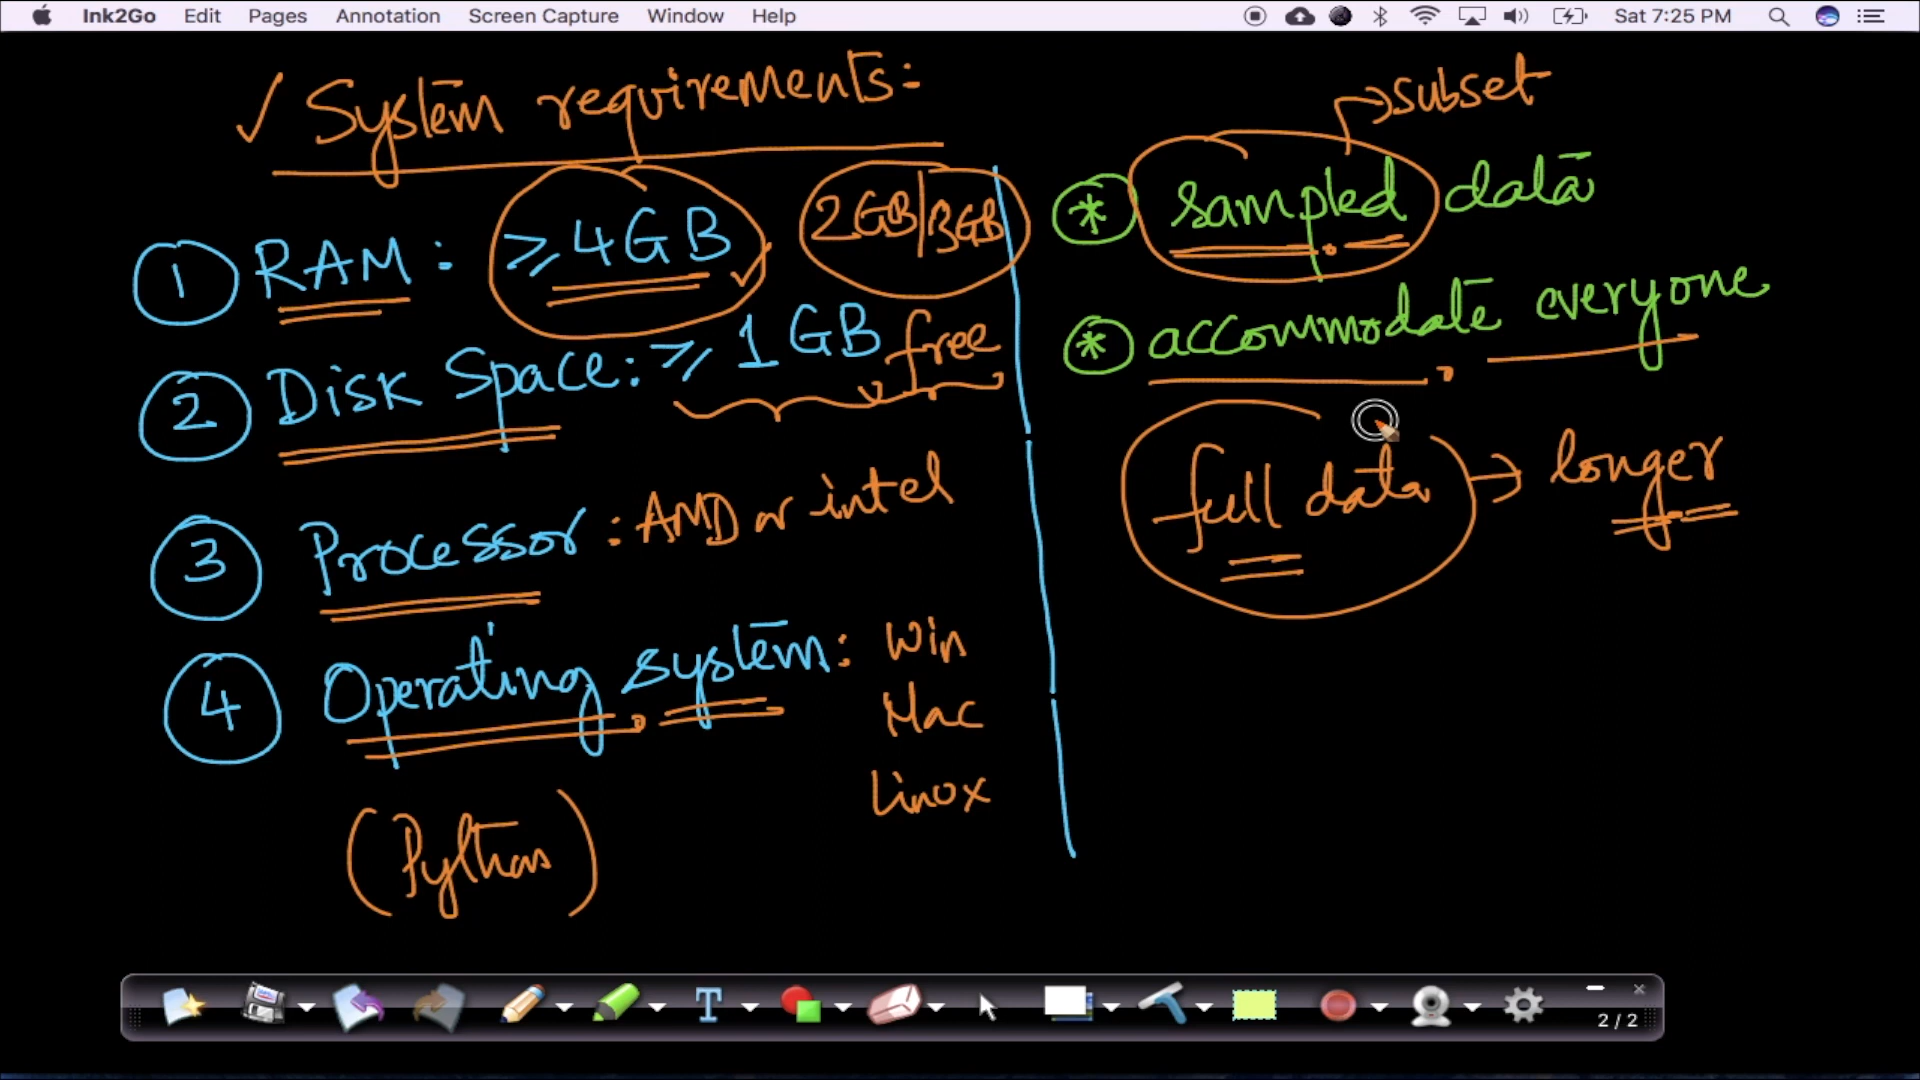 Ink2Go Edit Pages Annotation Screen Capture Window Help Sat 7:25 PM
✓ System requirements:
① RAM: ≥ 4GB 2GB|3GB
② Disk Space: ≥ 1 GB free
③ Processor: AMD or intel
④ Operating system: Win
Mac
Linox
(Python)
subset
* sampled data
* accommodate everyone
full data → longer
T
2 / 2